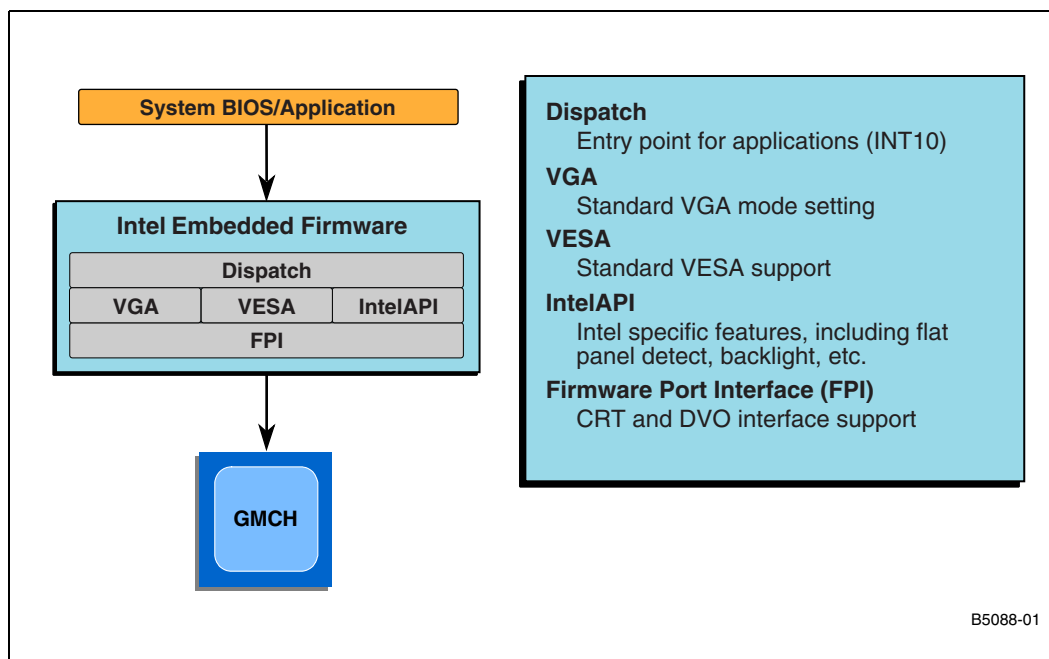 System BIOS/Application
Intel Embedded Firmware
Dispatch
VGA
VESA
IntelAPI
FPI
GMCH
Dispatch
Entry point for applications (INT10)
VGA
Standard VGA mode setting
VESA
Standard VESA support
IntelAPI
Intel specific features, including flat
panel detect, backlight, etc.
Firmware Port Interface (FPI)
CRT and DVO interface support
B5088-01